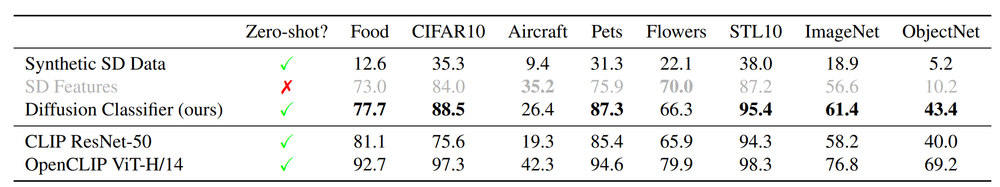 Zero-shot? Food CIFAR10 Aircraft Pets Flowers STL10 ImageNet ObjectNet
Synthetic SD Data ✓ 12.6 35.3 9.4 31.3 22.1 38.0 18.9 5.2
SD Features ✗ 73.0 84.0 35.2 75.9 70.0 87.2 56.6 10.2
Diffusion Classifier (ours) ✓ 77.7 88.5 26.4 87.3 66.3 95.4 61.4 43.4
CLIP ResNet-50 ✓ 81.1 75.6 19.3 85.4 65.9 94.3 58.2 40.0
OpenCLIP ViT-H/14 ✓ 92.7 97.3 42.3 94.6 79.9 98.3 76.8 69.2